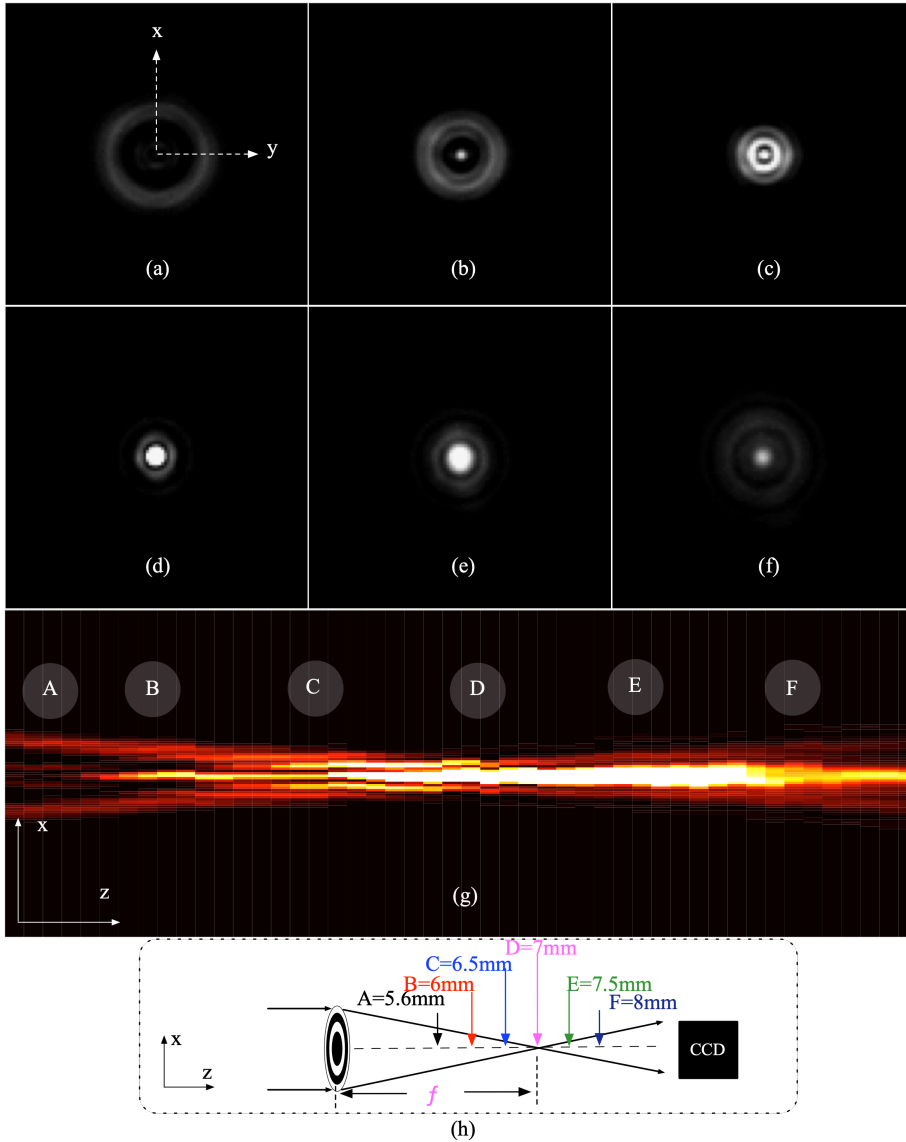 x
y
(a)
(b)
(c)
(d)
(e)
(f)
A
B
C
D
E
F
x
z
(g)
D=7mm
C=6.5mm
B=6mm
E=7.5mm
A=5.6mm
F=8mm
x
z
CCD
f
(h)